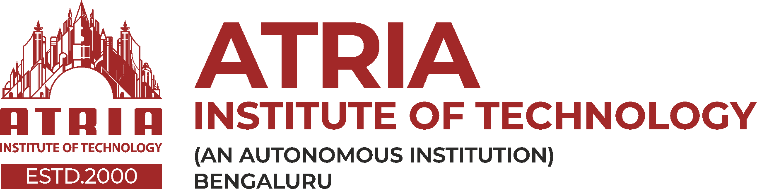 ATRIA
INSTITUTE OF TECHNOLOGY
ESTD.2000
ATRIA
INSTITUTE OF TECHNOLOGY
(AN AUTONOMOUS INSTITUTION)
BENGALURU